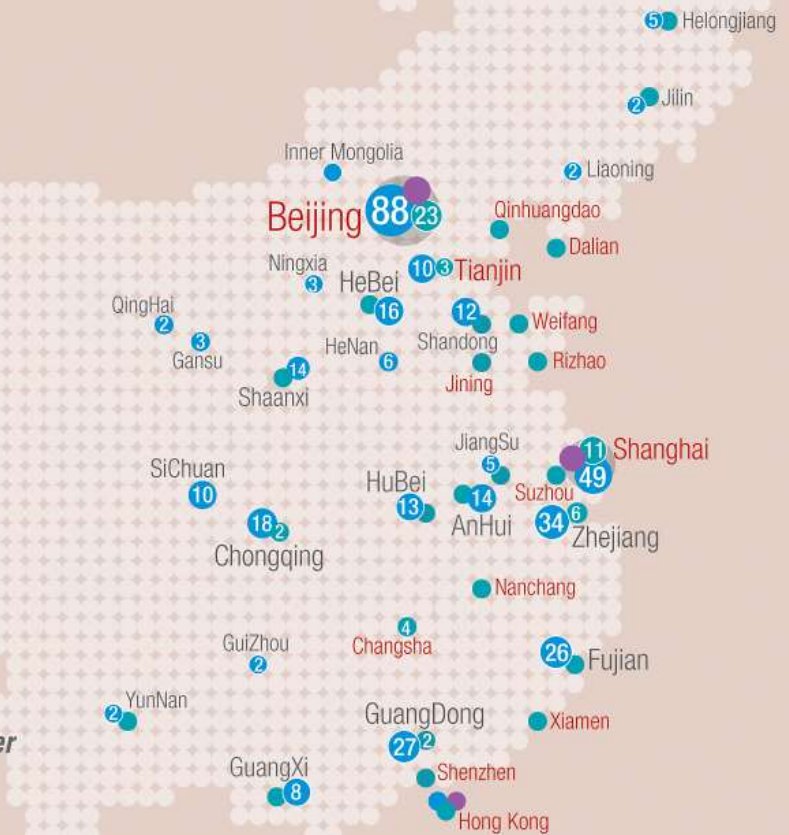 5 Helongjiang
2 Jilin
Inner Mongolia
2 Liaoning
Beijing 88 23
Qinhuangdao
Dalian
Ningxia
3
10 3 Tianjin
HeBei
16
QingHai
2
12
Shandong
Weifang
3
Gansu
HeNan 6
Rizhao
Jining
14
Shaanxi
JiangSu
5
11 Shanghai
49
SiChuan
10
HuBei
13
14
AnHui
Suzhou
34 6
Zhejiang
18 2
Chongqing
Nanchang
4
Changsha
GuiZhou
2
26 Fujian
2 YunNan
GuangDong
27 2
Xiamen
er
GuangXi
8
Shenzhen
Hong Kong